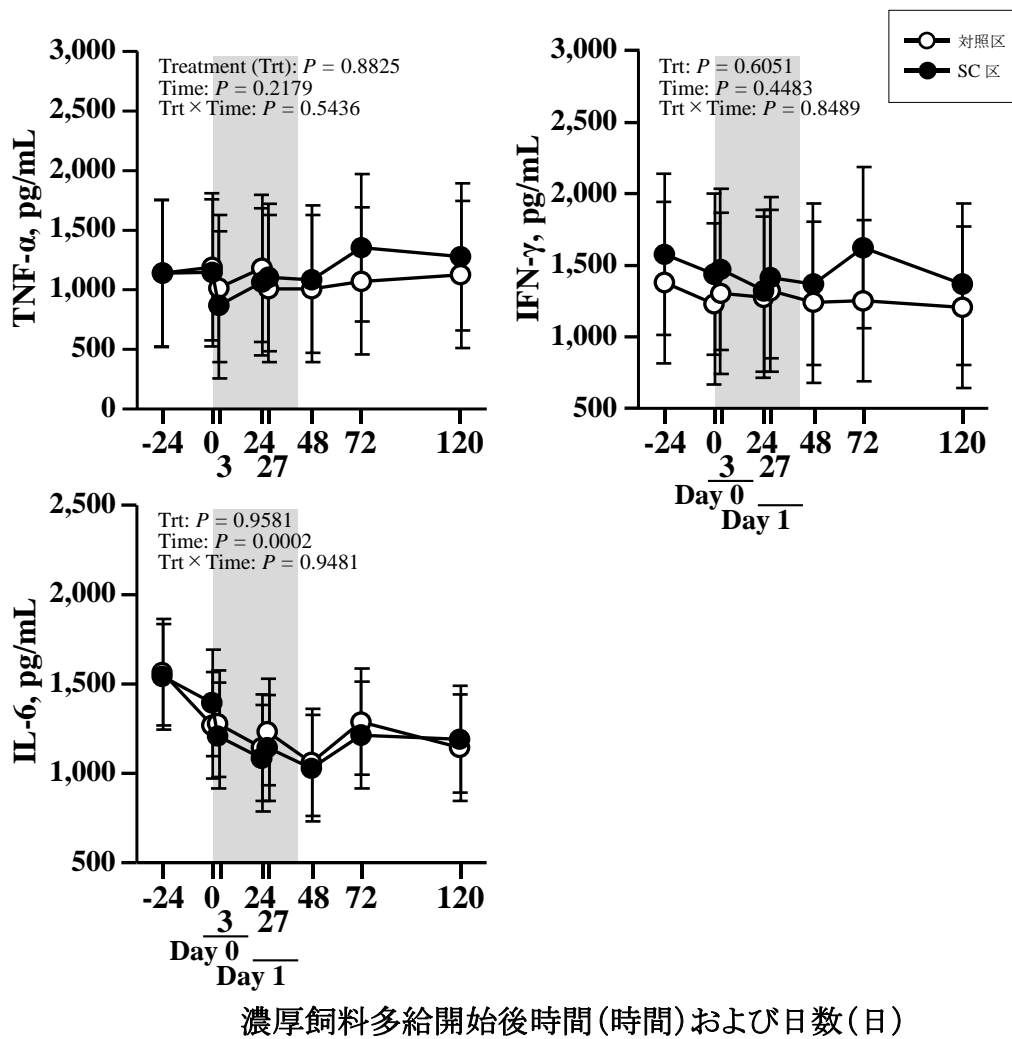 対照区
SC 区
3,000
2,500
2,000
1,500
1,000
500
0
TNF-α, pg/mL
Treatment (Trt): P = 0.8825
Time: P = 0.2179
Trt × Time: P = 0.5436
-24 0 24 48 72 120
3 27
3,000
2,500
2,000
1,500
1,000
500
IFN-γ, pg/mL
Trt: P = 0.6051
Time: P = 0.4483
Trt × Time: P = 0.8489
-24 0 24 48 72 120
3 27
Day 0
Day 1
2,500
2,000
1,500
1,000
500
IL-6, pg/mL
Trt: P = 0.9581
Time: P = 0.0002
Trt × Time: P = 0.9481
-24 0 24 48 72 120
3 27
Day 0
Day 1
濃厚飼料多給開始後時間(時間)および日数(日)